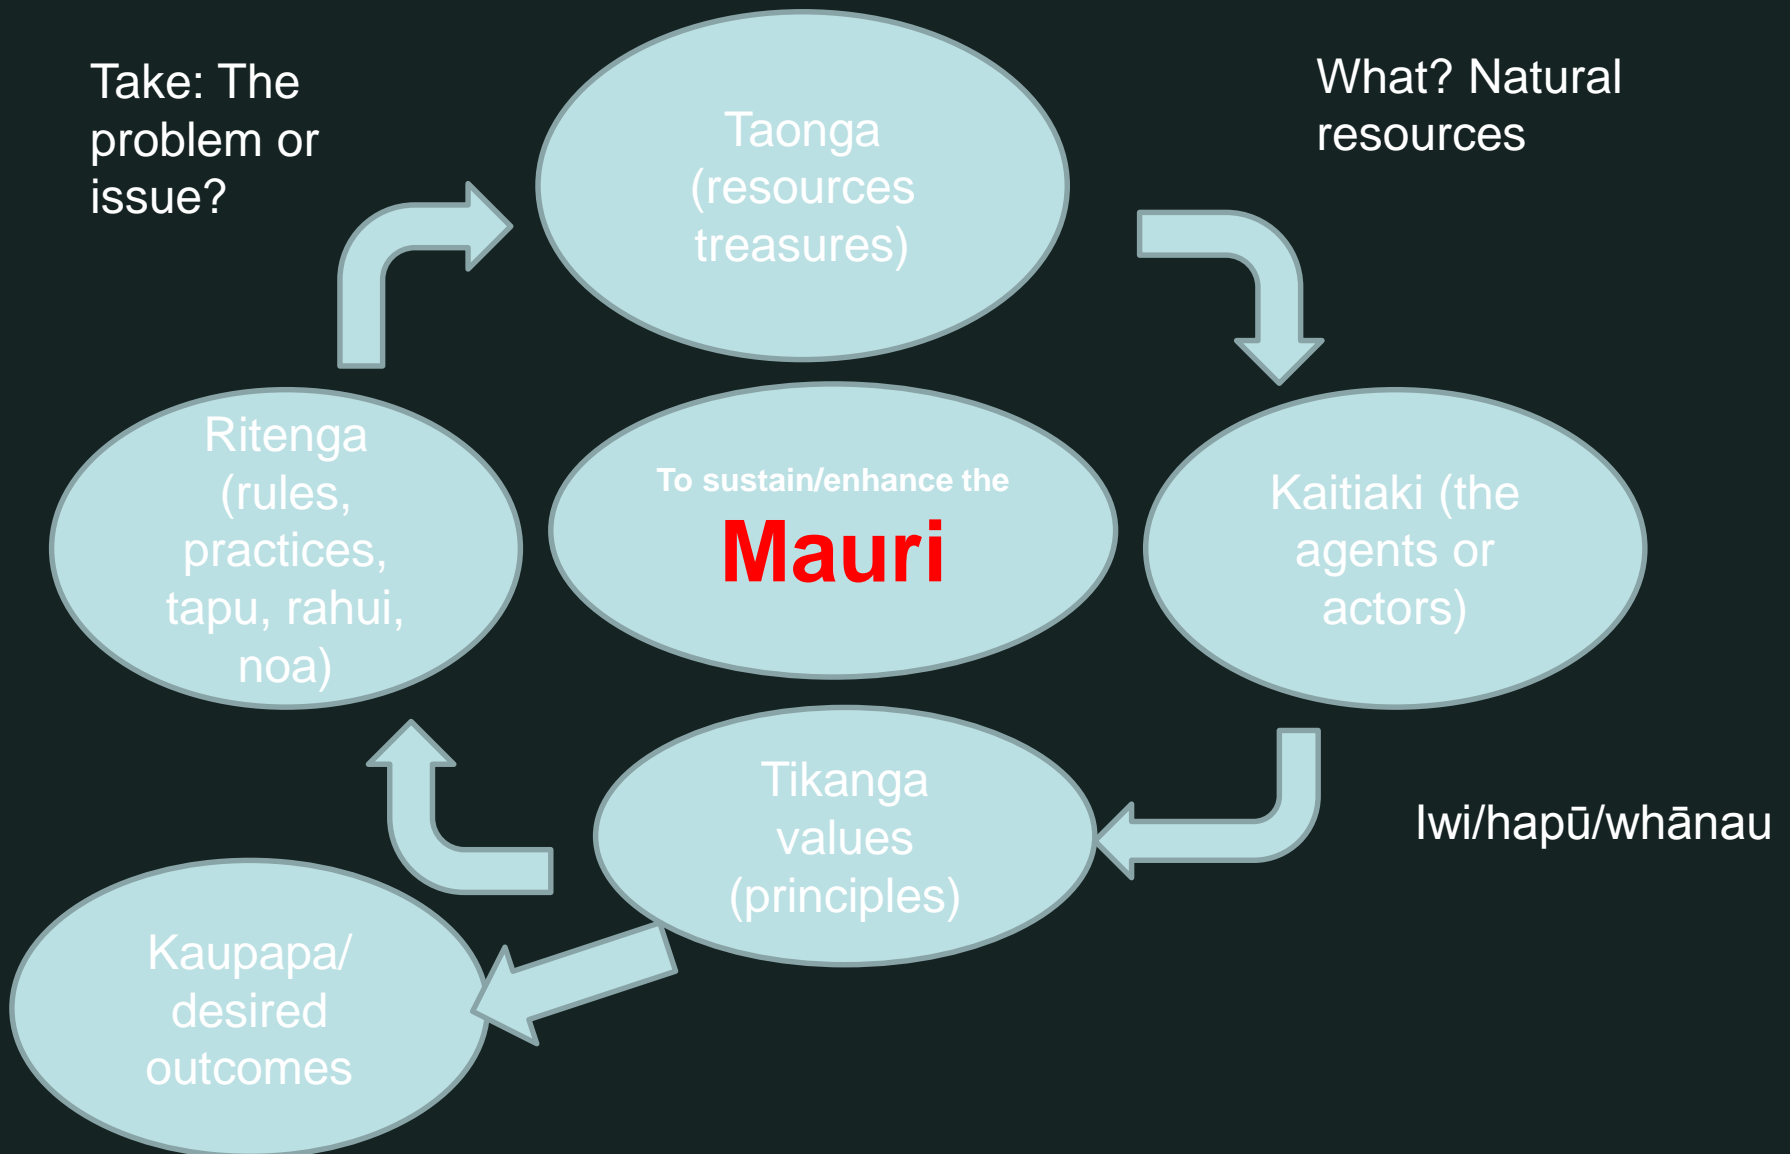 Take: The
problem or
issue?
Taonga
(resources
treasures)
What? Natural
resources
Ritenga
(rules,
practices,
tapu, rahui,
noa)
To sustain/enhance the
Mauri
Kaitiaki (the
agents or
actors)
Tikanga
values
(principles)
Iwi/hapū/whānau
Kaupapa/
desired
outcomes